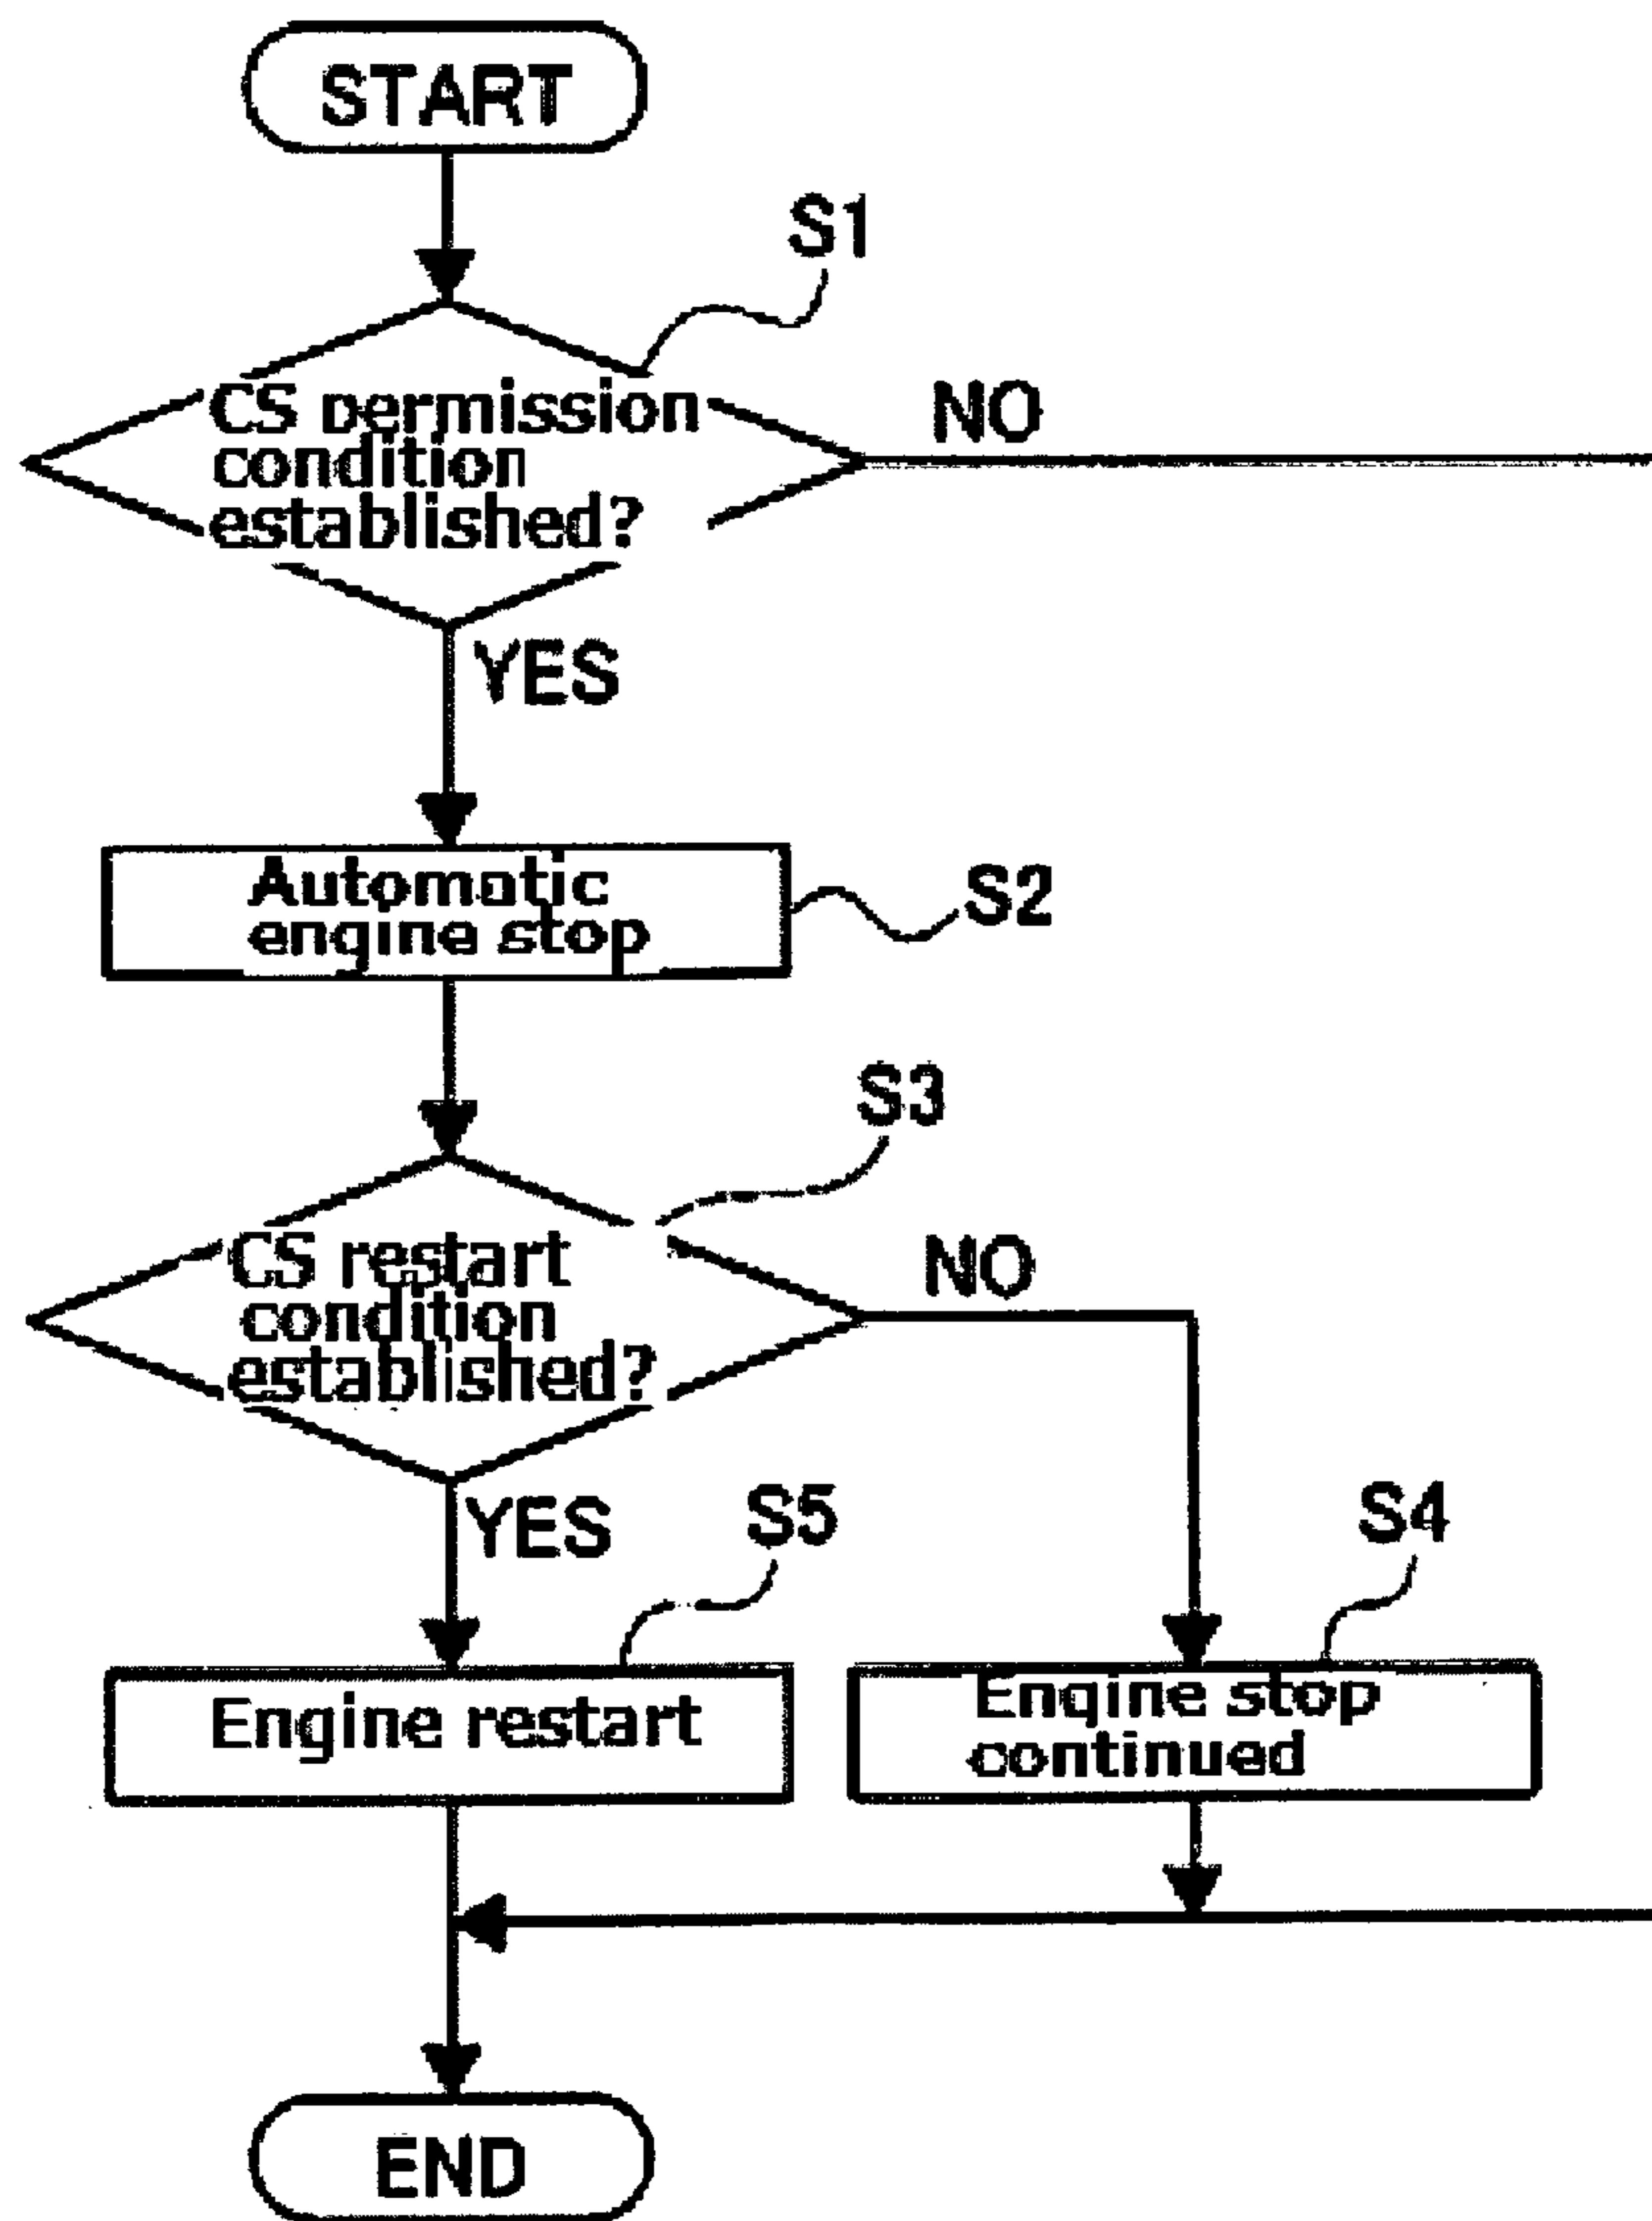 START
S1
CS permission
condition
established?
NO
YES
Automatic
engine stop
S2
S3
CS restart
condition
established?
NO
YES
S5
S4
Engine restart
Engine stop
continued
END